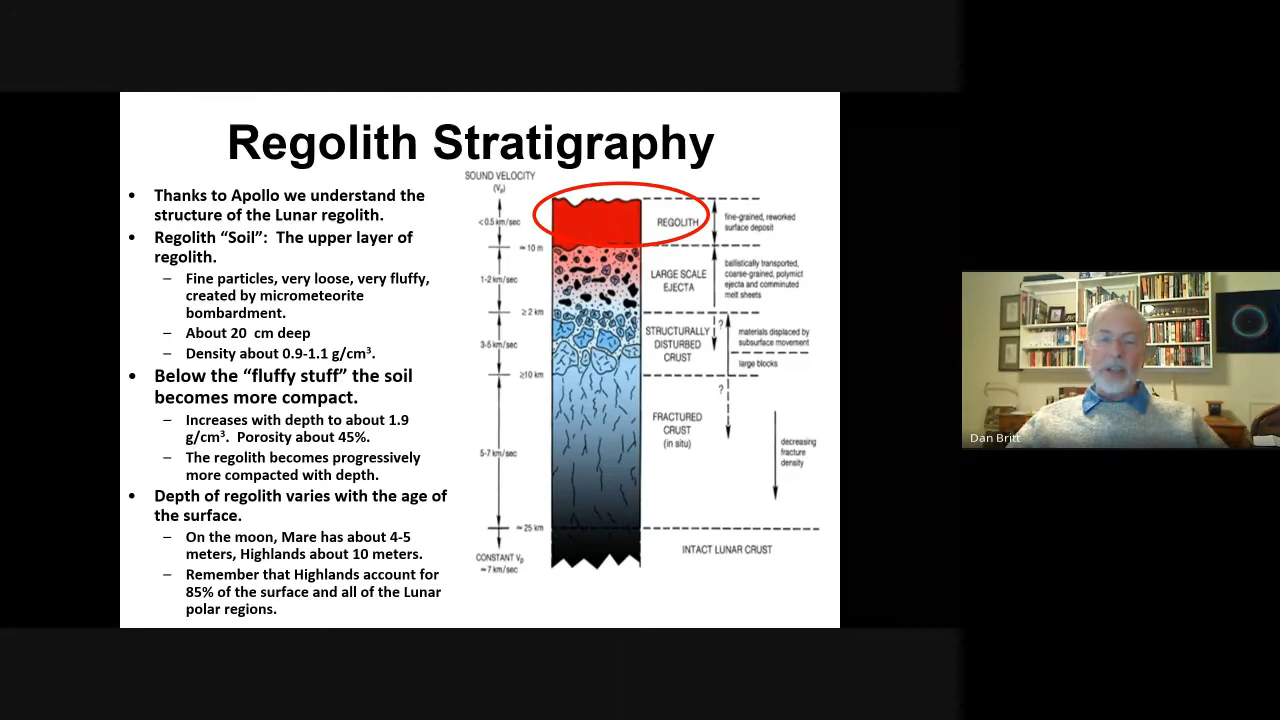 Regolith Stratigraphy
• Thanks to Apollo we understand the
structure of the Lunar regolith.
• Regolith “Soil”: The upper layer of
regolith.
– Fine particles, very loose, very fluffy,
created by micrometeorite
bombardment.
– About 20 cm deep
– Density about 0.9-1.1 g/cm³.
• Below the “fluffy stuff” the soil
becomes more compact.
– Increases with depth to about 1.9
g/cm³. Porosity about 45%.
– The regolith becomes progressively
more compacted with depth.
• Depth of regolith varies with the age of
the surface.
– On the moon, Mare has about 4-5
meters, Highlands about 10 meters.
– Remember that Highlands account for
85% of the surface and all of the Lunar
polar regions.
SOUND VELOCITY
(Vp)
<0.5 km/sec
≈ 10 m
1-2 km/sec
≥ 2 km
3-5 km/sec
≥10 km
5-7 km/sec
≈ 25 km
CONSTANT Vp
≈ 7 km/sec
REGOLITH
fine-grained, reworked
surface deposit
LARGE SCALE
EJECTA
ballistically transported,
coarse-grained, polymict
ejecta and comminuted
melt sheets
STRUCTURALLY
DISTURBED
CRUST
?
materials displaced by
subsurface movement
large blocks
?
FRACTURED
CRUST
(in situ)
decreasing
fracture
density
INTACT LUNAR CRUST
Dan Britt